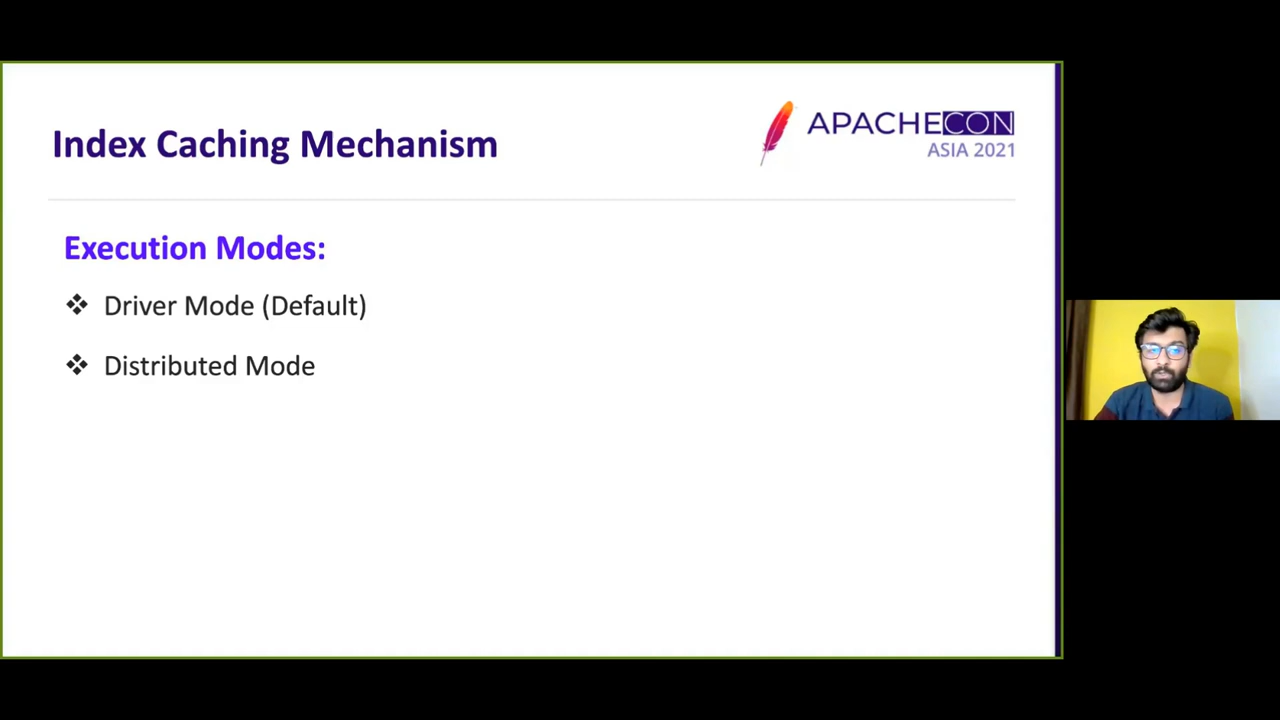 Index Caching Mechanism
APACHECON
ASIA 2021
Execution Modes:
❖ Driver Mode (Default)
❖ Distributed Mode